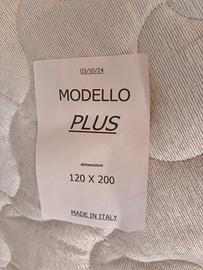 03/10/24
MODELLO
PLUS
dimensioni
120 X 200
MADE IN ITALY